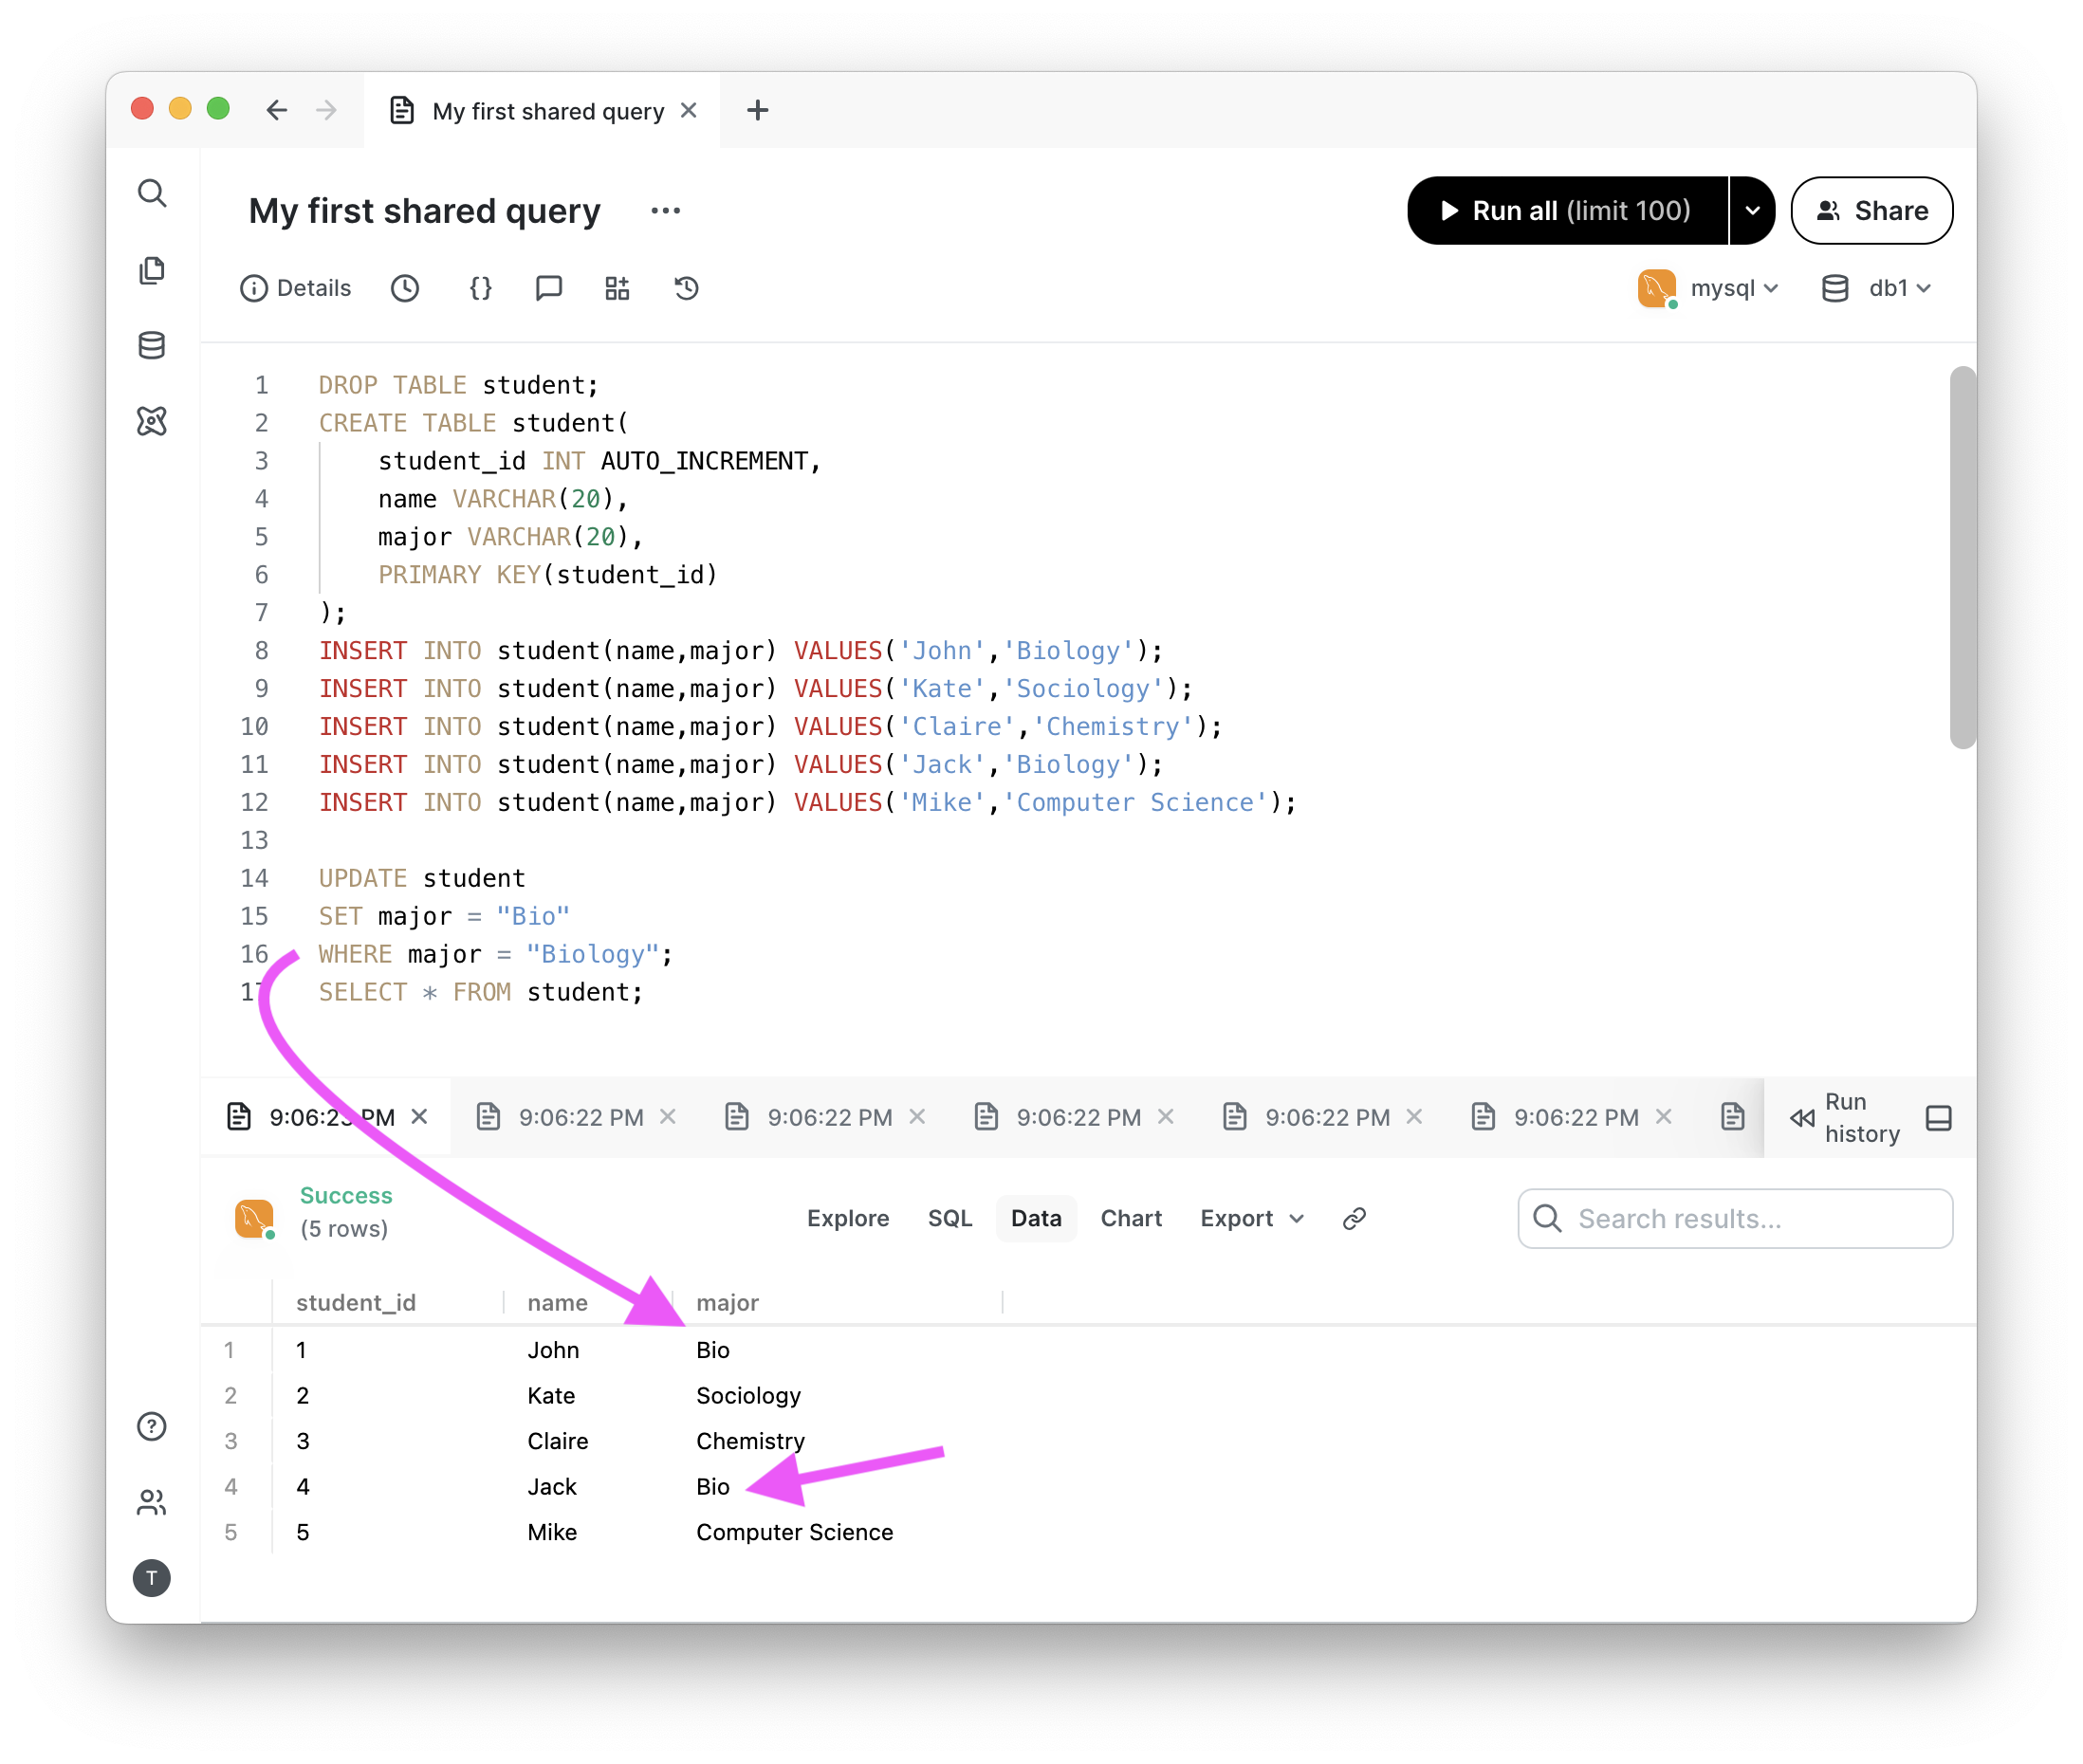 My first shared query
My first shared query
Run all (limit 100)
Share
Details
{}
mysql
db1
1 DROP TABLE student;
2 CREATE TABLE student(
3 student_id INT AUTO_INCREMENT,
4 name VARCHAR(20),
5 major VARCHAR(20),
6 PRIMARY KEY(student_id)
7 );
8 INSERT INTO student(name,major) VALUES('John','Biology');
9 INSERT INTO student(name,major) VALUES('Kate','Sociology');
10 INSERT INTO student(name,major) VALUES('Claire','Chemistry');
11 INSERT INTO student(name,major) VALUES('Jack','Biology');
12 INSERT INTO student(name,major) VALUES('Mike','Computer Science');
13
14 UPDATE student
15 SET major = "Bio"
16 WHERE major = "Biology";
17 SELECT * FROM student;
PM
9:06:22 PM
9:06:22 PM
9:06:22 PM
9:06:22 PM
9:06:22 PM
Run
history
Success
(5 rows)
Explore
SQL
Data
Chart
Export
Search results...
student_id name major
1 1 John Bio
2 2 Kate Sociology
3 3 Claire Chemistry
4 4 Jack Bio
5 5 Mike Computer Science
?
T